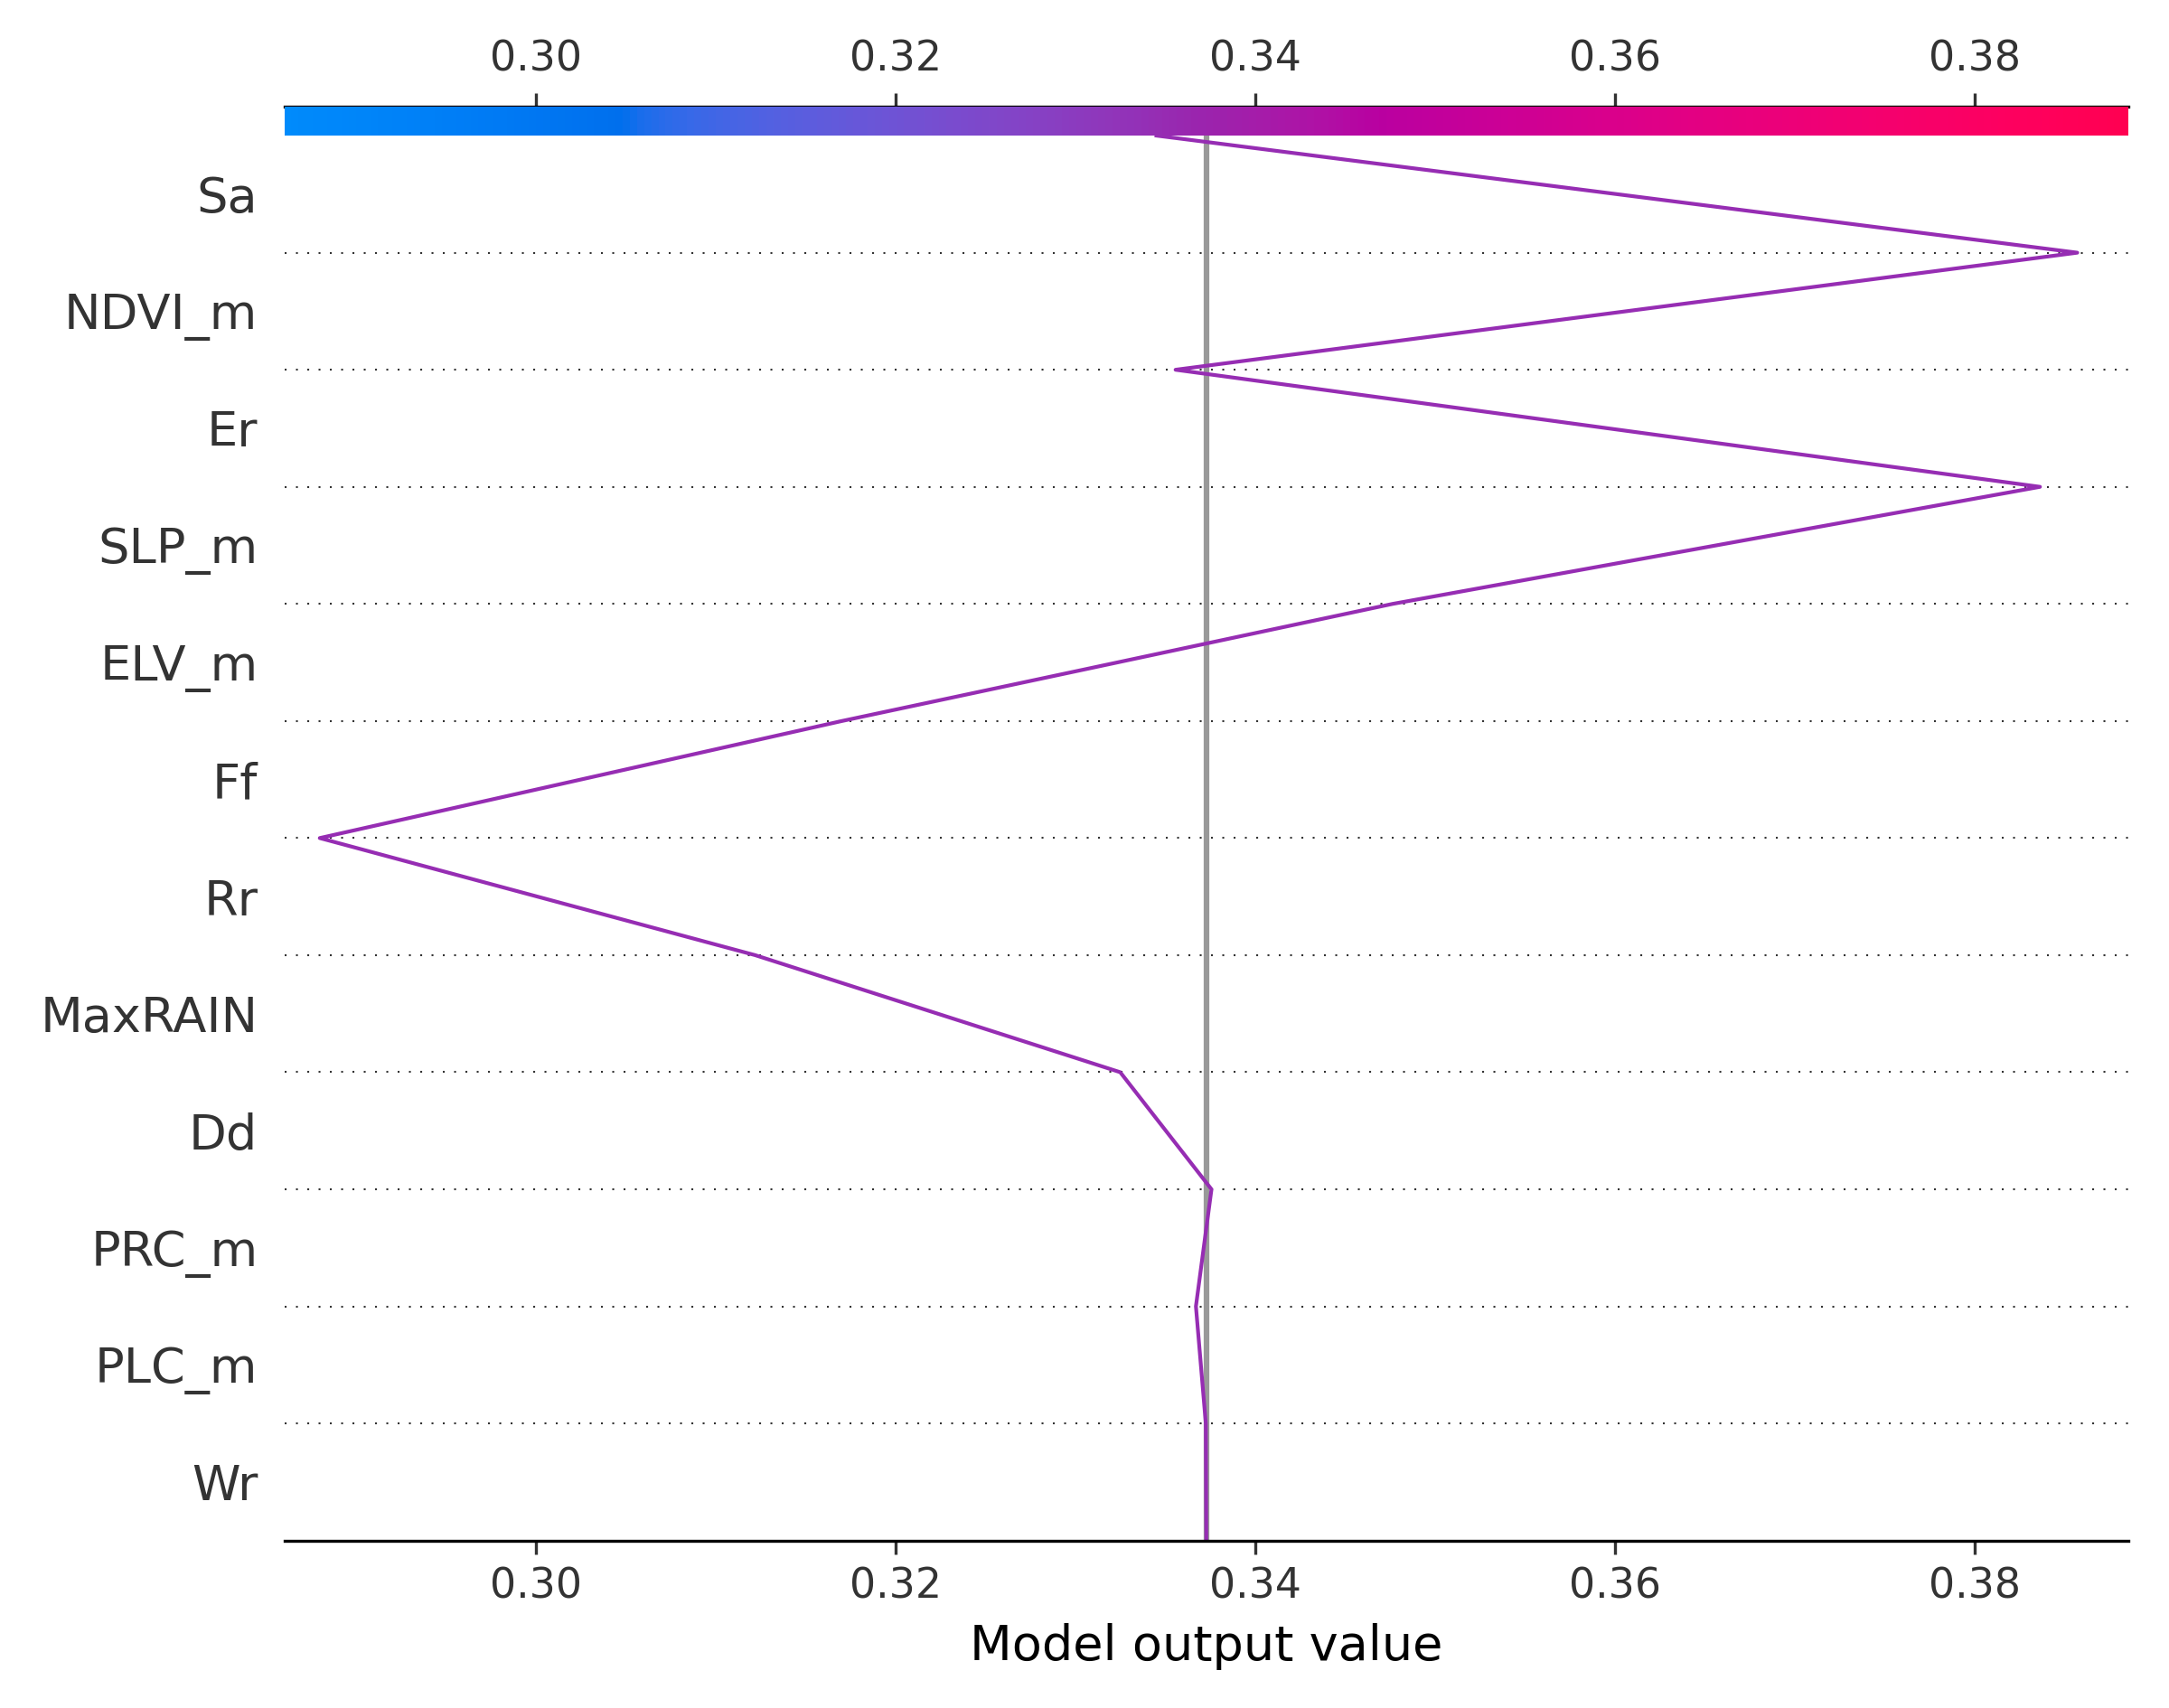 0.30 0.32 0.34 0.36 0.38
Sa
NDVI_m
Er
SLP_m
ELV_m
Ff
Rr
MaxRAIN
Dd
PRC_m
PLC_m
Wr
0.30 0.32 0.34 0.36 0.38
Model output value